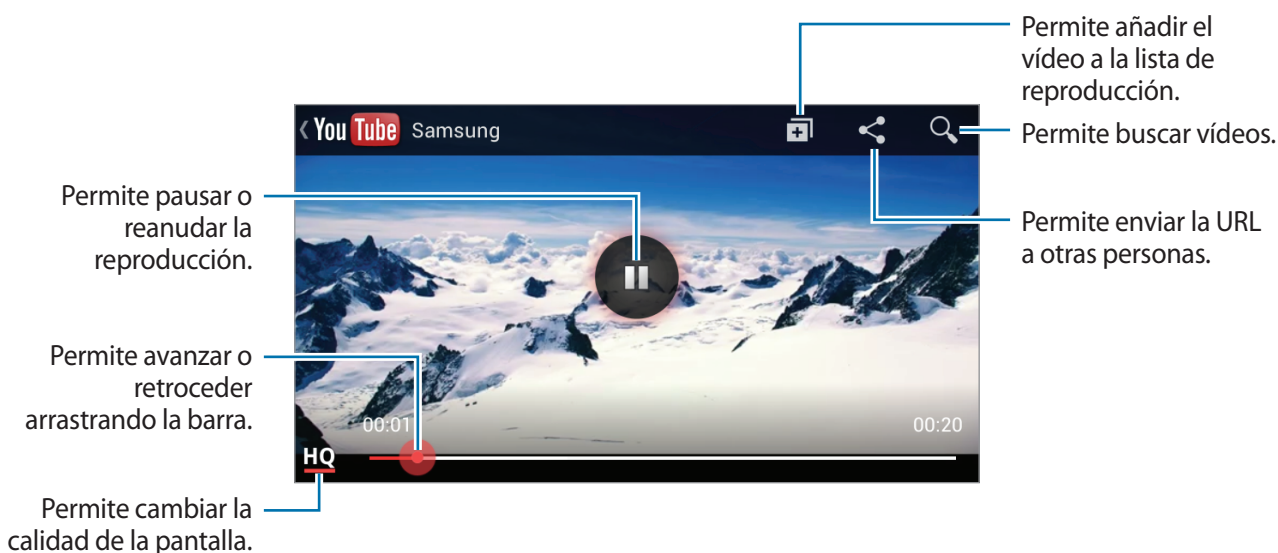 Permite añadir el
vídeo a la lista de
reproducción.
You Tube Samsung
Permite buscar vídeos.
Permite pausar o
reanudar la
reproducción.
Permite enviar la URL
a otras personas.
Permite avanzar o
retroceder
arrastrando la barra.
00:01 00:20
HQ
Permite cambiar la
calidad de la pantalla.